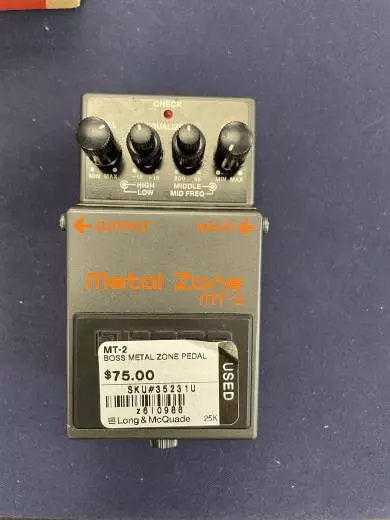 CHECK
EQUALIZ
-15 +15
200 5k
MIN MAX
HIGH
LOW
MIDDLE
MID FREQ
MIN MAX
← OUTPUT
INPUT ←
Metal Zone
MT-2
MT-2
BOSS METAL ZONE PEDAL
$75.00
SKU#35231U
z610988
Long & McQuade
25K
USED